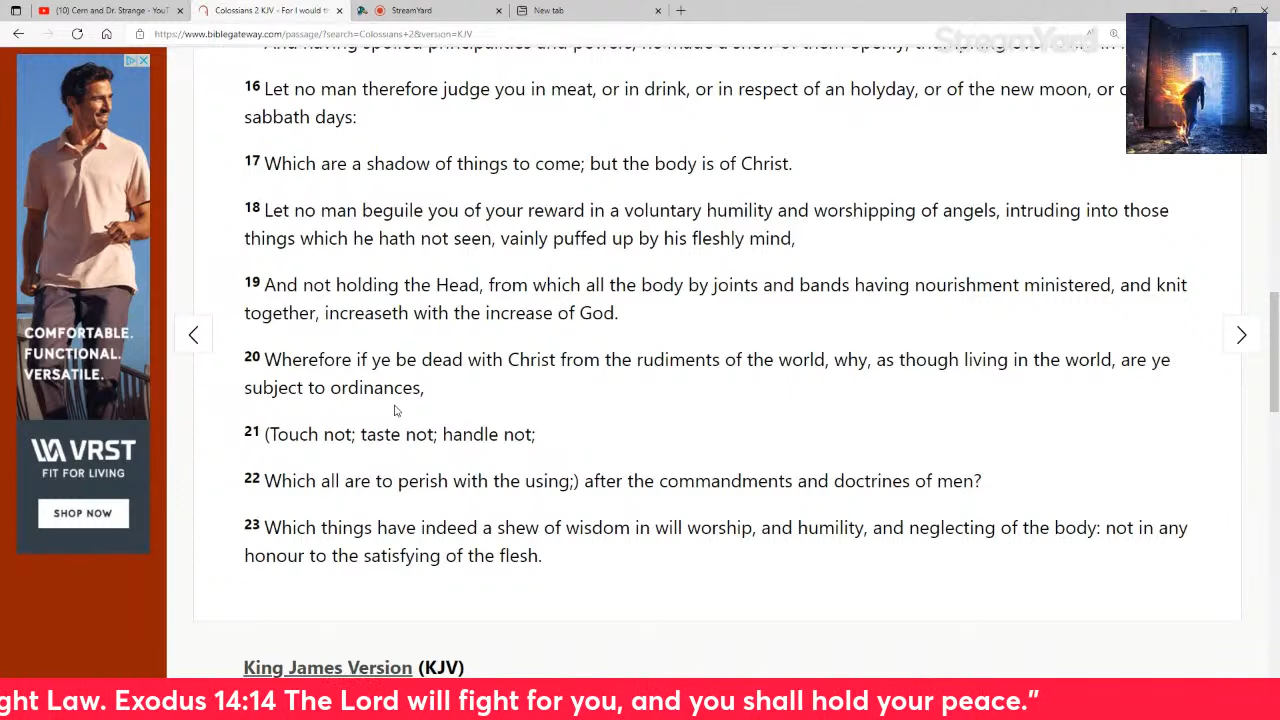 (10) Cern and Dr. Strange - YouT
Colossians 2 KJV - For I would th
StreamYard
New tab
https://www.biblegateway.com/passage/?search=Colossians+2&version=KJV
StreamYard
16 Let no man therefore judge you in meat, or in drink, or in respect of an holyday, or of the new moon, or
sabbath days:
17 Which are a shadow of things to come; but the body is of Christ.
18 Let no man beguile you of your reward in a voluntary humility and worshipping of angels, intruding into those
things which he hath not seen, vainly puffed up by his fleshly mind,
19 And not holding the Head, from which all the body by joints and bands having nourishment ministered, and knit
together, increaseth with the increase of God.
20 Wherefore if ye be dead with Christ from the rudiments of the world, why, as though living in the world, are ye
subject to ordinances,
21 (Touch not; taste not; handle not;
22 Which all are to perish with the using;) after the commandments and doctrines of men?
23 Which things have indeed a shew of wisdom in will worship, and humility, and neglecting of the body: not in any
honour to the satisfying of the flesh.
King James Version (KJV)
COMFORTABLE.
FUNCTIONAL.
VERSATILE.
VRST
FIT FOR LIVING
SHOP NOW
ght Law. Exodus 14:14 The Lord will fight for you, and you shall hold your peace.”